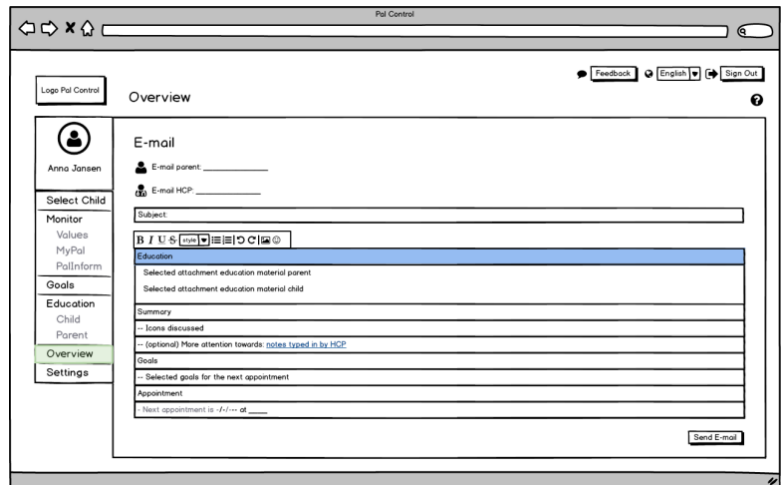 Pal Control
Feedback
English
Sign Out
Logo Pal Control
Overview
Anna Jansen
Select Child
Monitor
Values
MyPal
PalInform
Goals
Education
Child
Parent
Overview
Settings
E-mail
E-mail parent: ____________
E-mail HCP: ____________
Subject
B I U S style
Education
Selected attachment education material parent
Selected attachment education material child
Summary
-- Icons discussed
-- (optional) More attention towards: notes typed in by HCP
Goals
-- Selected goals for the next appointment
Appointment
- Next appointment is -/-/--- at ____
Send E-mail